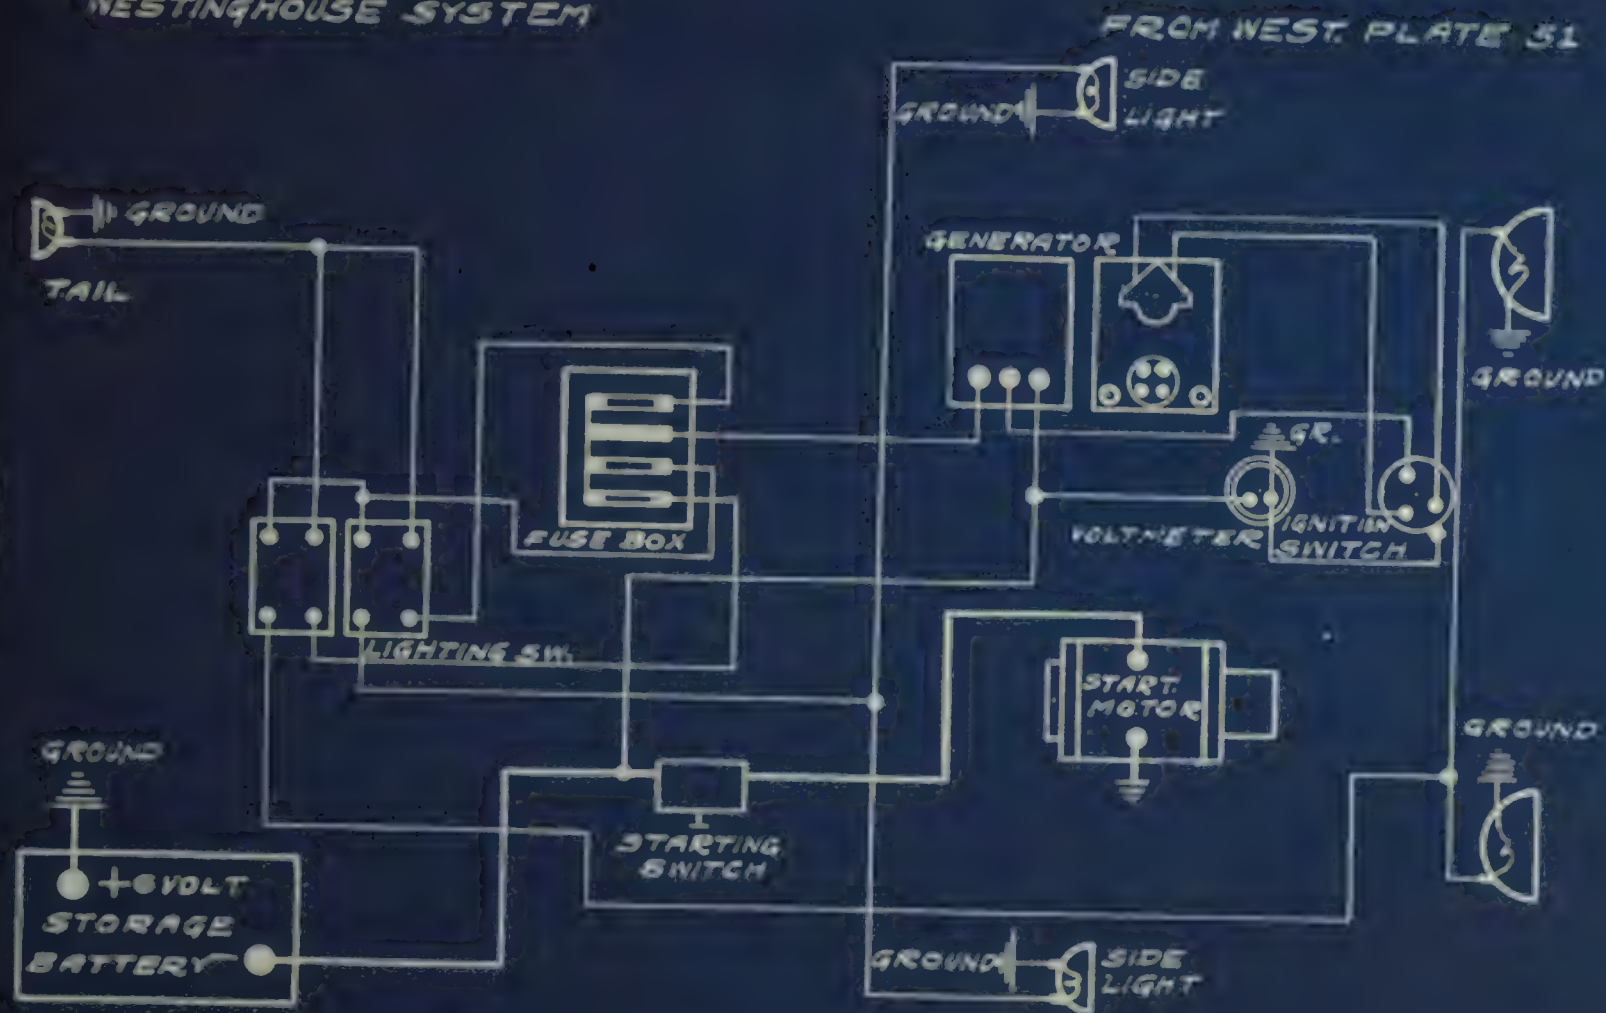 WESTINGHOUSE SYSTEM
FROM WEST. PLATE 31
SIDE
LIGHT
GROUND
GROUND
TAIL
GENERATOR
GROUND
GR.
FUSE BOX
VOLTMETER
IGNITION
SWITCH
LIGHTING SW.
START.
MOTOR
GROUND
GROUND
STARTING
SWITCH
+6 VOLT
STORAGE
BATTERY
GROUND
SIDE
LIGHT